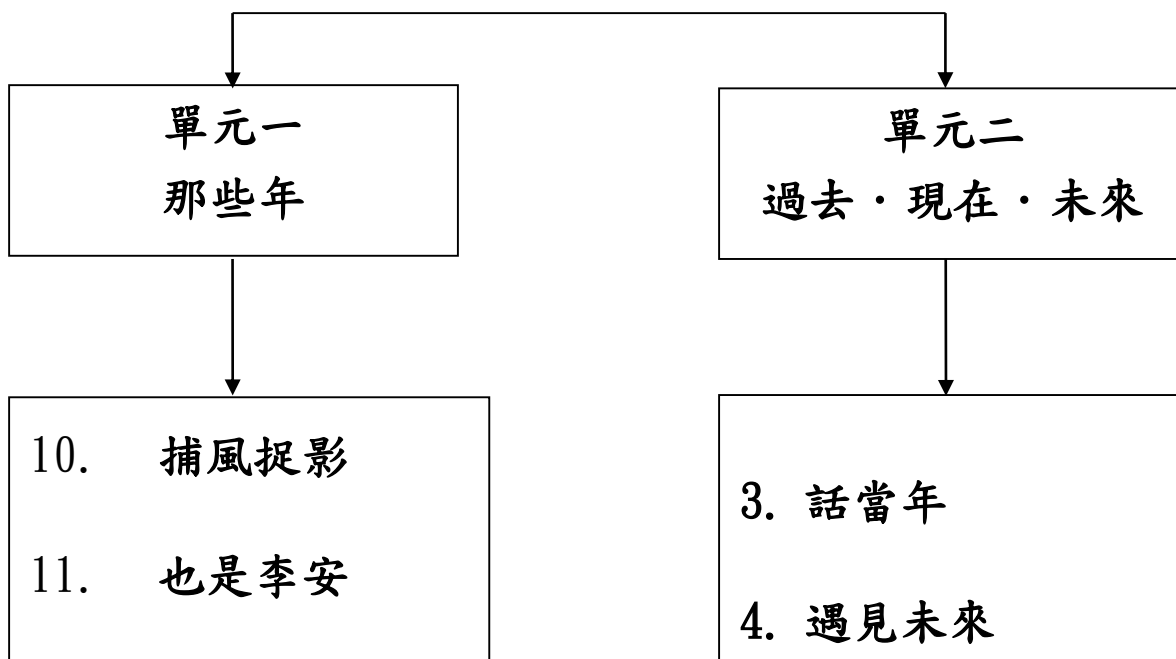 單元一
那些年
單元二
過去·現在·未來
10. 捕風捉影
11. 也是李安
3. 話當年
4. 遇見未來